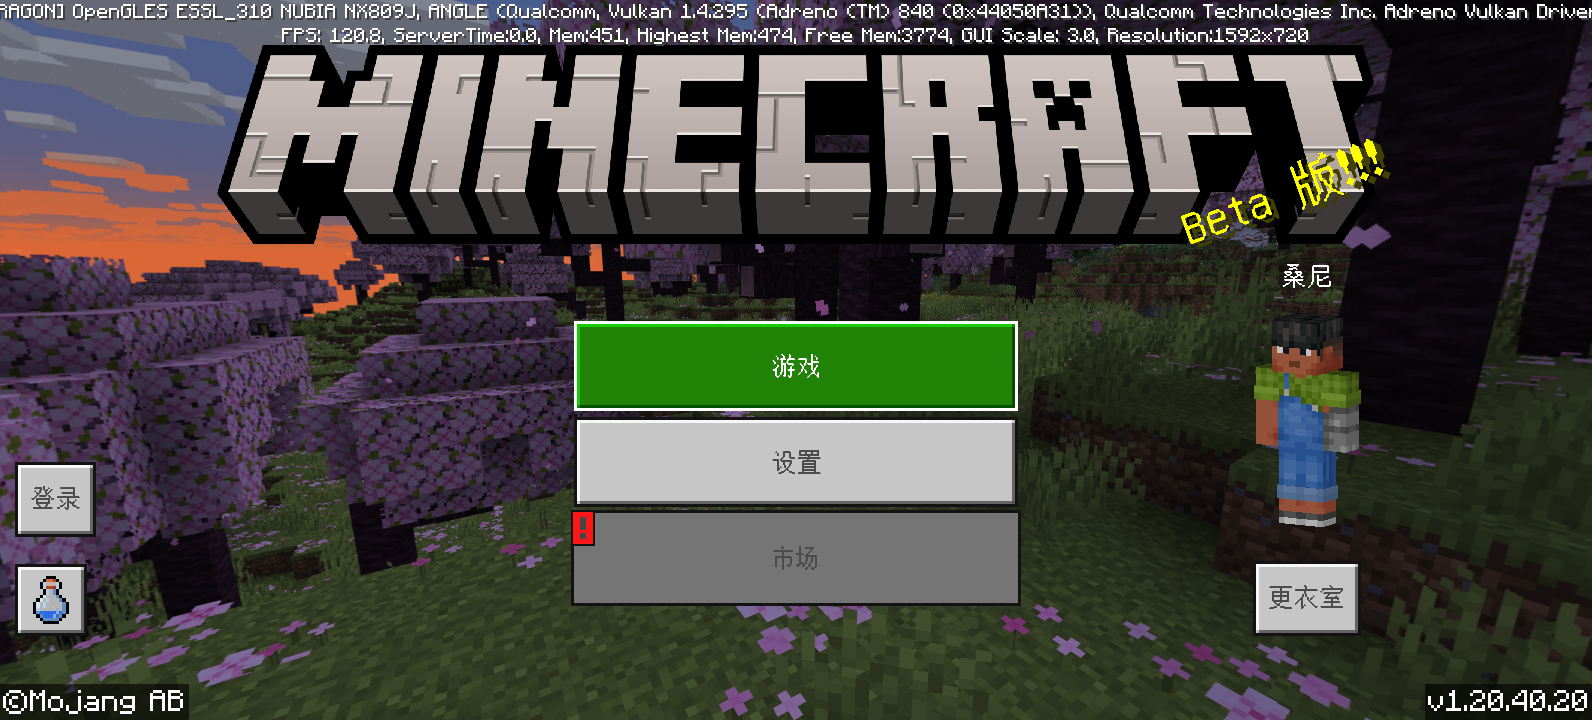 RAGON] OpenGLES ESSL_310 NUBIA NX809J, ANGLE (Qualcomm, Vulkan 1.4.295 (Adreno (TM) 840 (0x44050A31)), Qualcomm Technologies Inc. Adreno Vulkan Driver
FPS: 120.8, ServerTime:0.0, Mem:451, Highest Mem:474, Free Mem:3774, GUI Scale: 3.0, Resolution:1592x720
MINECRAFT
Beta 版!!!
桑尼
游戏
设置
登录
!
市场
更衣室
©Mojang AB
v1.20.40.20